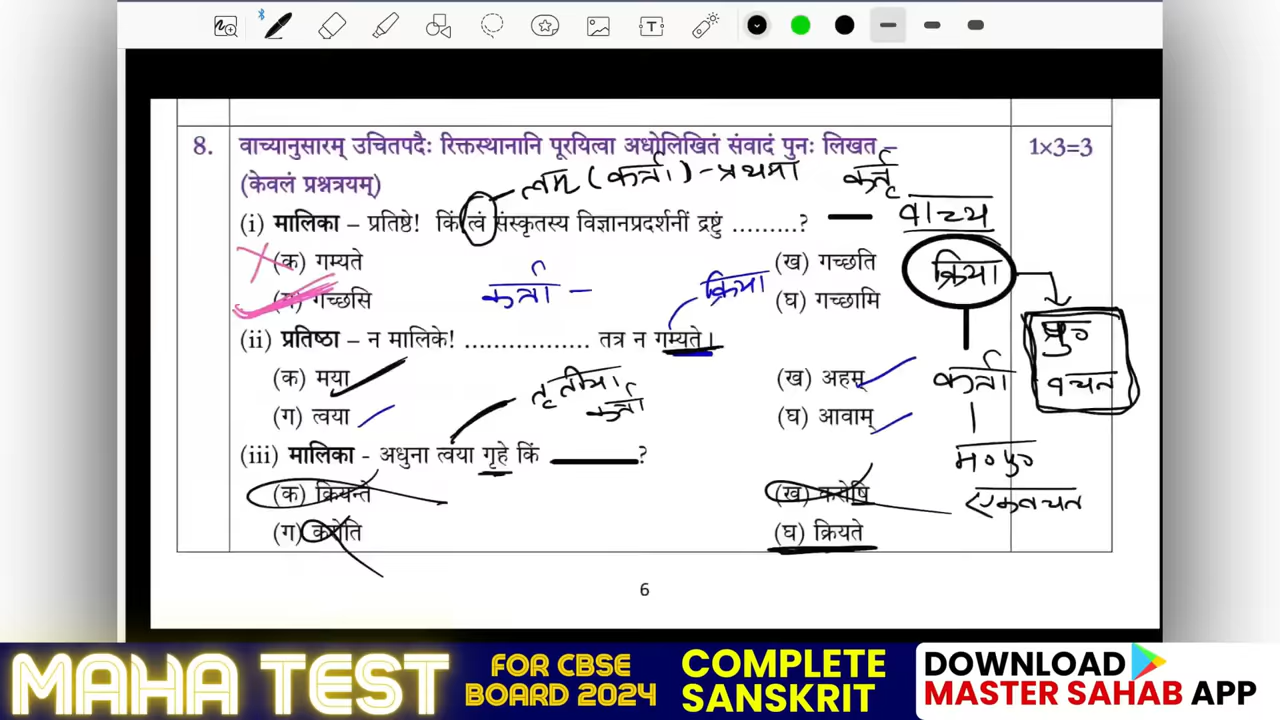 8. वाच्यानुसारम् उचितपदैः रिक्तस्थानानि पूरयित्वा अधोलिखितं संवादं पुनः लिखत – 1×3=3
(केवलं प्रश्नत्रयम्)
त्वम् (कर्त्ता) - प्रथमा
कर्तृ
वाच्य
(i) मालिका – प्रतिष्ठे! किं त्वं संस्कृतस्य विज्ञानप्रदर्शनीं द्रष्टुं .........?
(क) गम्यते (ख) गच्छति
क्रिया
(ग) गच्छसि (घ) गच्छामि
कर्त्ता –
क्रिया
पु०
वचन
(ii) प्रतिष्ठा – न मालिके! ................. तत्र न गम्यते।
(क) मया (ख) अहम्
(ग) त्वया (घ) आवाम्
तृतीया
कर्त्ता
कर्त्ता
म०पु०
एकवचन
(iii) मालिका - अधुना त्वया गृहे किं ________?
(क) क्रियन्ते (ख) करोषि
(ग) करोति (घ) क्रियते
6
MAHA TEST
FOR CBSE
BOARD 2024
COMPLETE
SANSKRIT
DOWNLOAD
MASTER SAHAB APP